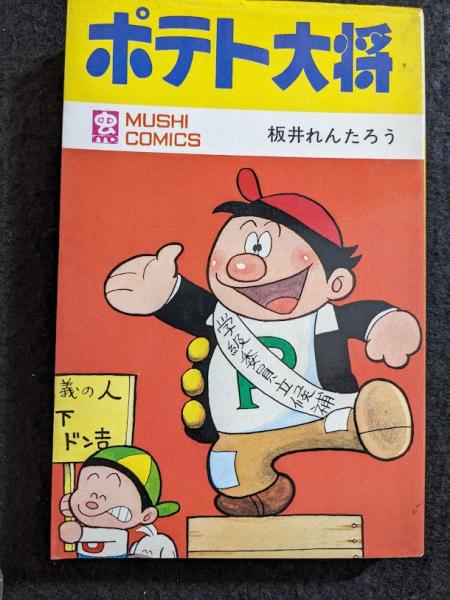 ポテト大将
虫
MUSHI
COMICS
板井れんたろう
学級委員立候補
P
義の人
下
ドン吉